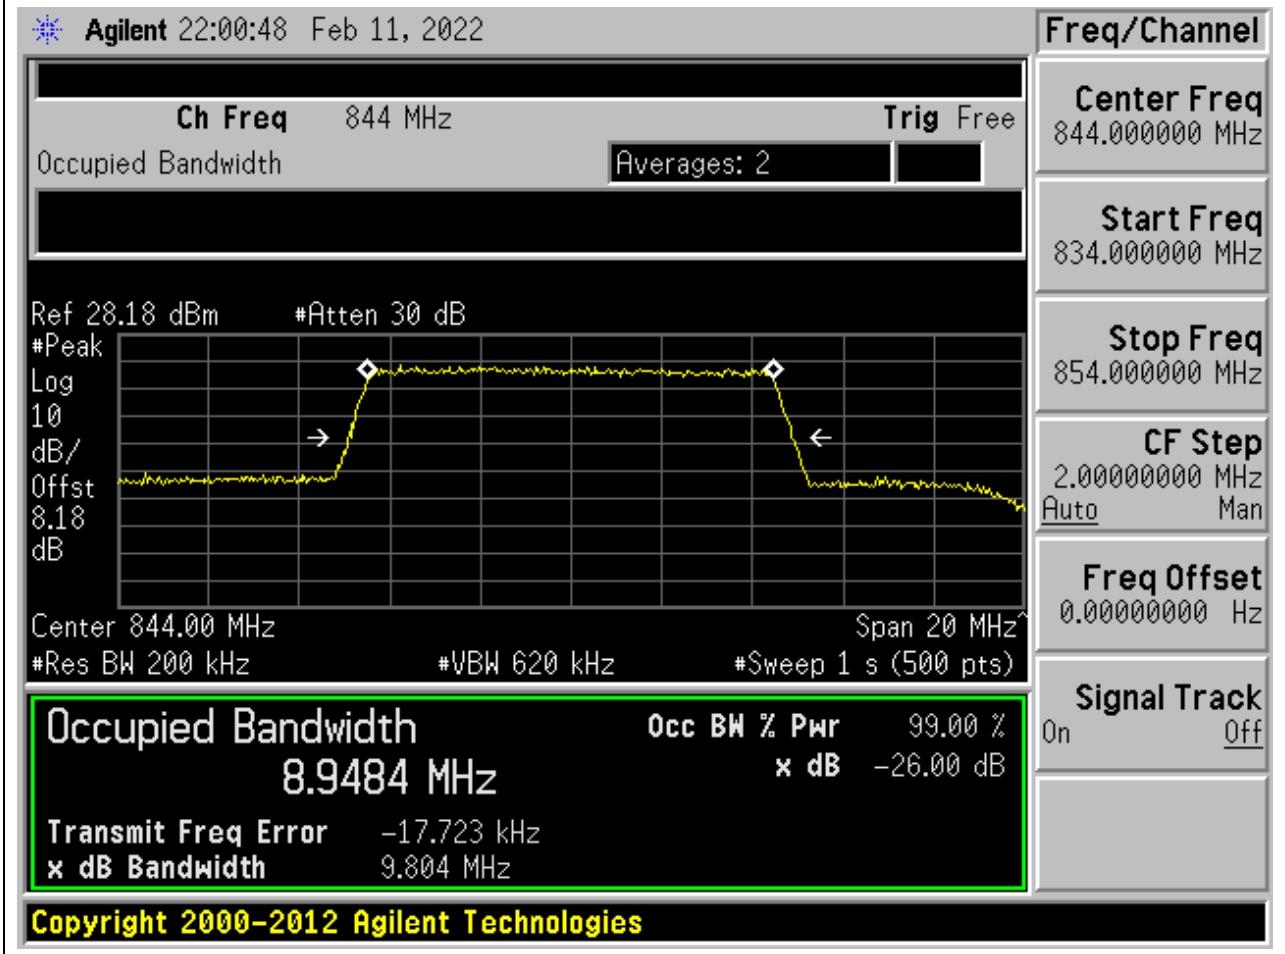 Agilent 22:00:48 Feb 11, 2022
Freq/Channel
Ch Freq 844 MHz Trig Free
Occupied Bandwidth Averages: 2
Ref 28.18 dBm #Atten 30 dB
#Peak
Log
10
dB/
Offst
8.18
dB
Center 844.00 MHz Span 20 MHz^
#Res BW 200 kHz #VBW 620 kHz #Sweep 1 s (500 pts)
Occupied Bandwidth
8.9484 MHz
Occ BW % Pwr 99.00 %
x dB -26.00 dB
Transmit Freq Error -17.723 kHz
x dB Bandwidth 9.804 MHz
Copyright 2000-2012 Agilent Technologies
Center Freq
844.000000 MHz
Start Freq
834.000000 MHz
Stop Freq
854.000000 MHz
CF Step
2.00000000 MHz
Auto Man
Freq Offset
0.00000000 Hz
Signal Track
On Off